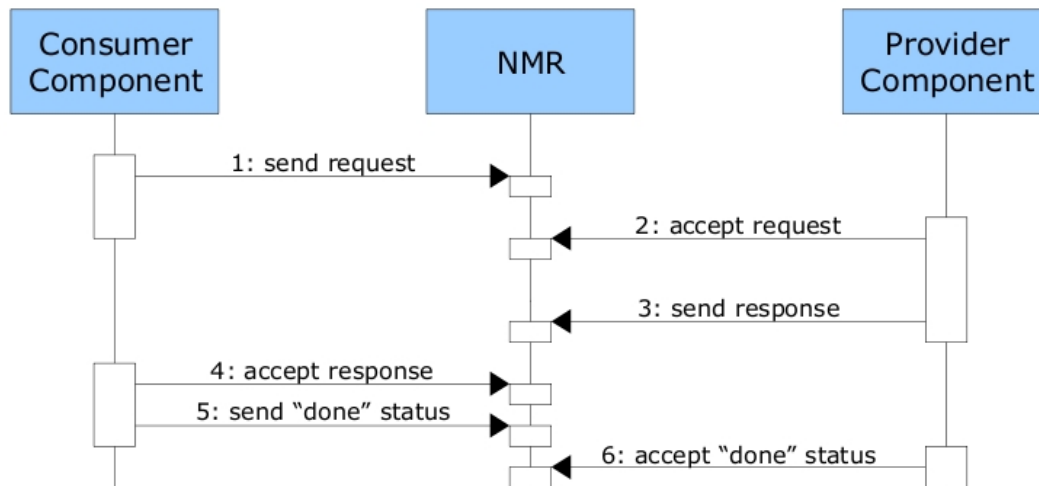 Consumer
Component
NMR
Provider
Component
1: send request
2: accept request
3: send response
4: accept response
5: send “done” status
6: accept “done” status